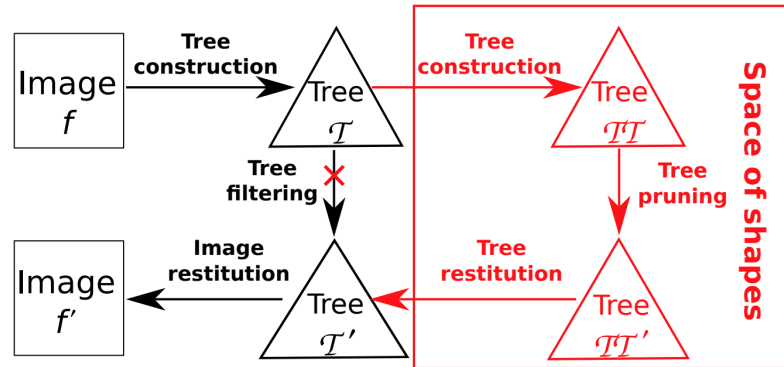 Image
f
Tree
construction
Tree
𝒯
Tree
construction
Tree
𝒯𝒯
Space of shapes
Tree
filtering
Tree
pruning
Image
f′
Image
restitution
Tree
𝒯′
Tree
restitution
Tree
𝒯𝒯′